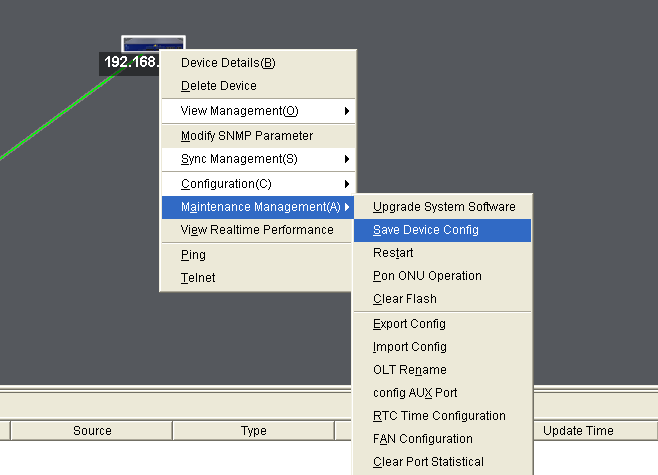 192.168.
Device Details(B)
Delete Device
View Management(O)
Modify SNMP Parameter
Sync Management(S)
Configuration(C)
Maintenance Management(A)
View Realtime Performance
Ping
Telnet
Upgrade System Software
Save Device Config
Restart
Pon ONU Operation
Clear Flash
Export Config
Import Config
OLT Rename
config AUX Port
RTC Time Configuration
FAN Configuration
Clear Port Statistical
Source
Type
Update Time